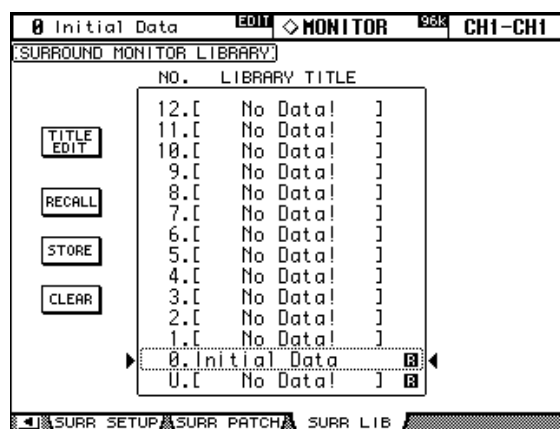 0 Initial Data EDIT ◇MONITOR 96k CH1-CH1
SURROUND MONITOR LIBRARY
NO. LIBRARY TITLE
12.[ No Data! ]
11.[ No Data! ]
10.[ No Data! ]
9.[ No Data! ]
8.[ No Data! ]
7.[ No Data! ]
6.[ No Data! ]
5.[ No Data! ]
4.[ No Data! ]
3.[ No Data! ]
2.[ No Data! ]
1.[ No Data! ]
0.Initial Data R
U.[ No Data! ] R
TITLE
EDIT
RECALL
STORE
CLEAR
SURR SETUP SURR PATCH SURR LIB